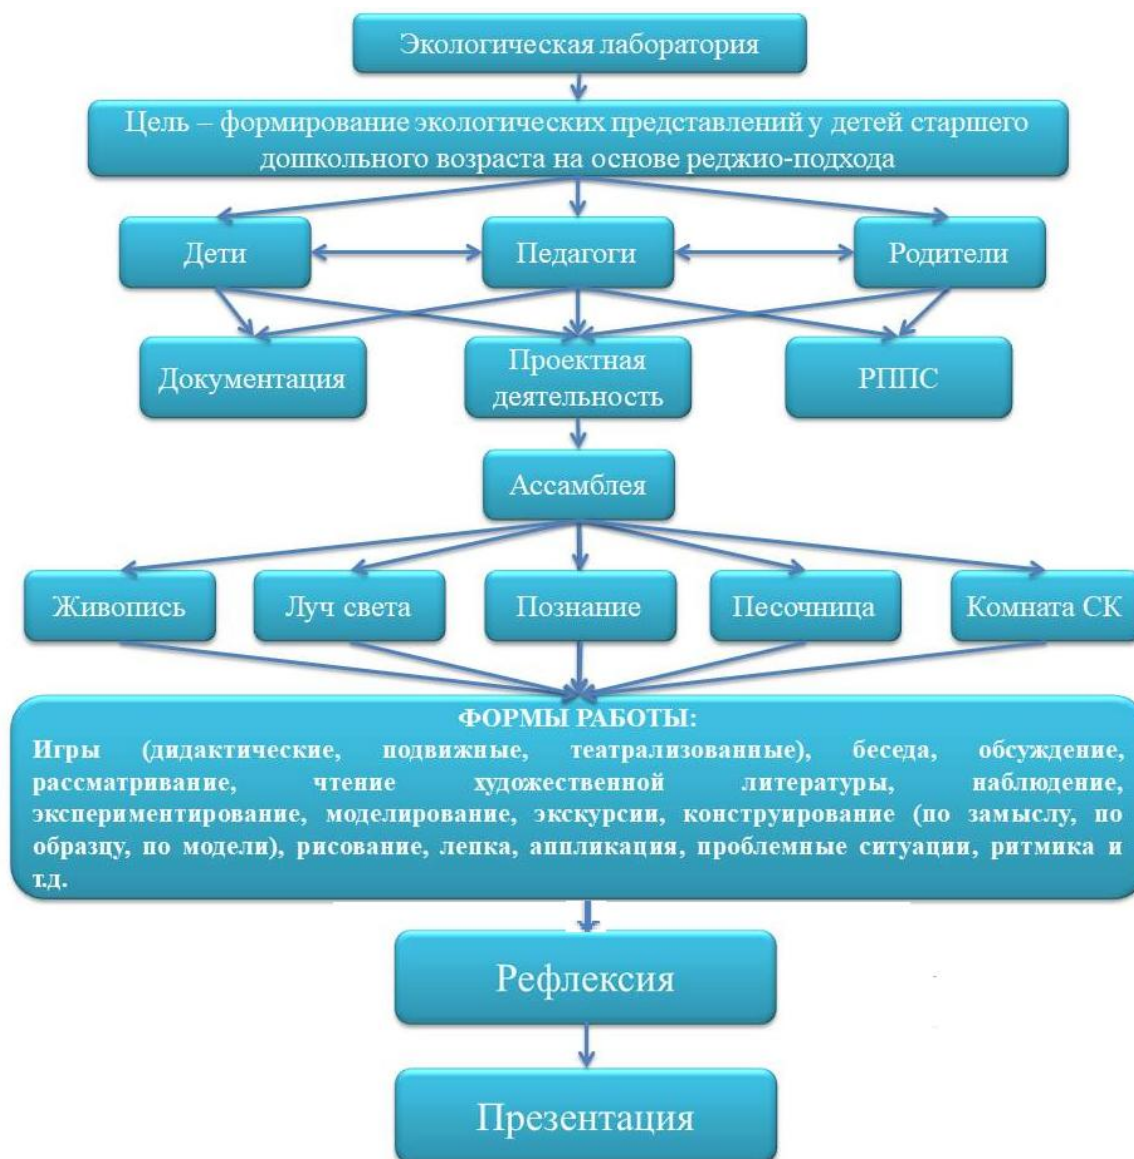 Экологическая лаборатория
Цель – формирование экологических представлений у детей старшего
дошкольного возраста на основе реджио-подхода
Дети
Педагоги
Родители
Документация
Проектная
деятельность
РППС
Ассамблея
Живопись
Луч света
Познание
Песочница
Комната СК
ФОРМЫ РАБОТЫ:
Игры (дидактические, подвижные, театрализованные), беседа, обсуждение,
рассматривание, чтение художественной литературы, наблюдение,
экспериментирование, моделирование, экскурсии, конструирование (по замыслу, по
образцу, по модели), рисование, лепка, аппликация, проблемные ситуации, ритмика и
т.д.
Рефлексия
Презентация